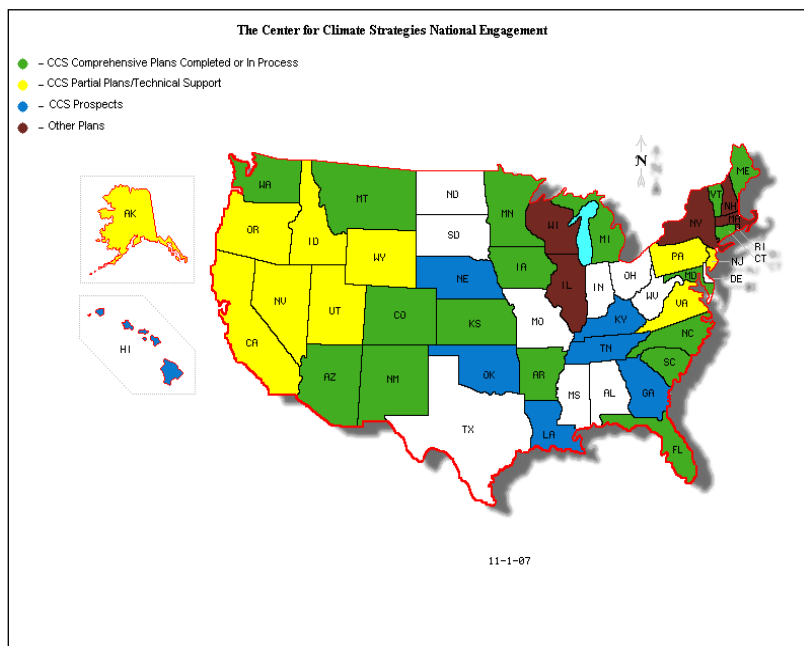 The Center for Climate Strategies National Engagement
– CCS Comprehensive Plans Completed or In Process
– CCS Partial Plans/Technical Support
– CCS Prospects
– Other Plans
N
ME
VT
NH
WA
MT
ND
MN
AK
MA
OR
ID
SD
WI
MI
NY
RI
CT
WY
PA
NJ
IA
NE
OH
DE
MD
IN
IL
WV
NV
UT
VA
CO
KS
MO
KY
CA
HI
NC
TN
AZ
NM
OK
AR
SC
MS
AL
GA
TX
LA
FL
11-1-07